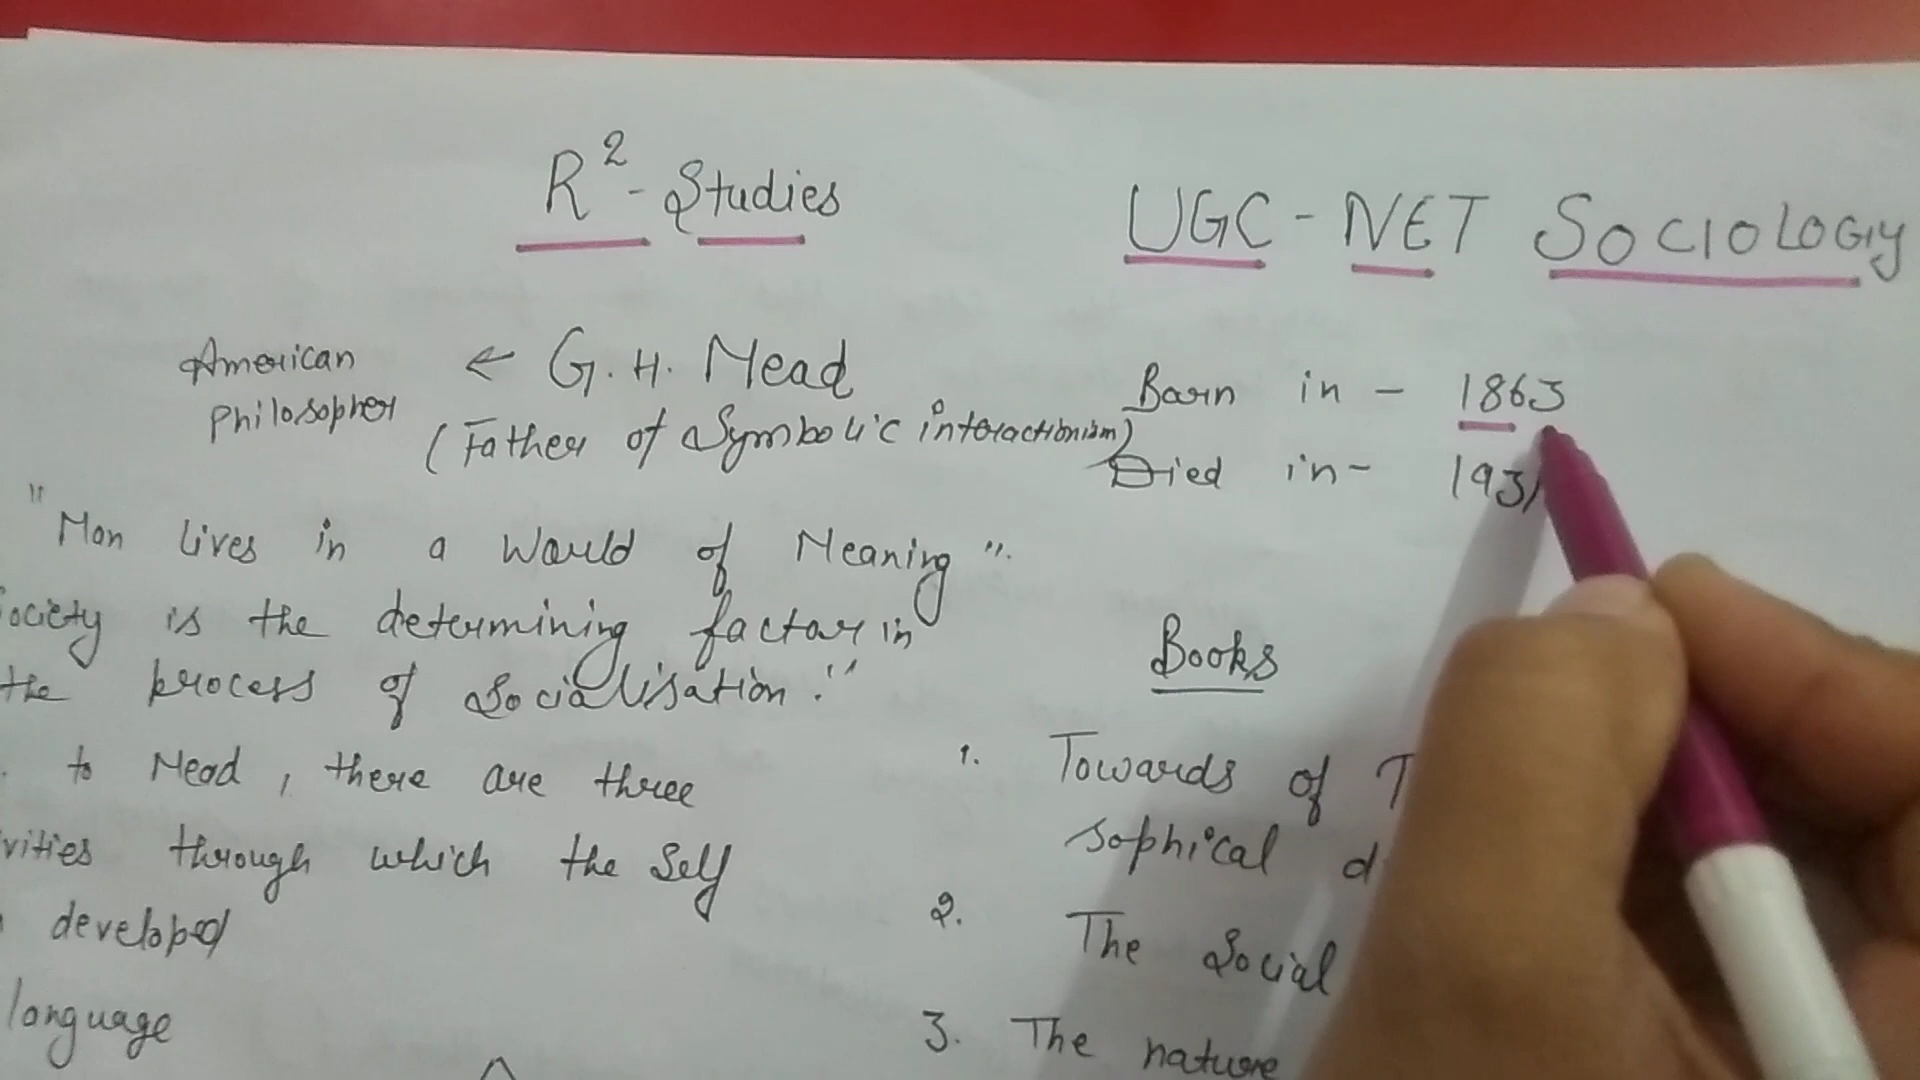 R²-Studies
UGC-NET SOCIOLOGY
American Philosopher ← G. H. Mead
(Father of Symbolic interactionism)
Born in - 1863
Died in - 1931
"Man lives in a World of Meaning".
society is the determining factor in
the process of Socialisation."
to Mead, there are three
vities through which the Self
developed
language
Books
1. Towards of T
sophical d
2. The Social
3. The nature